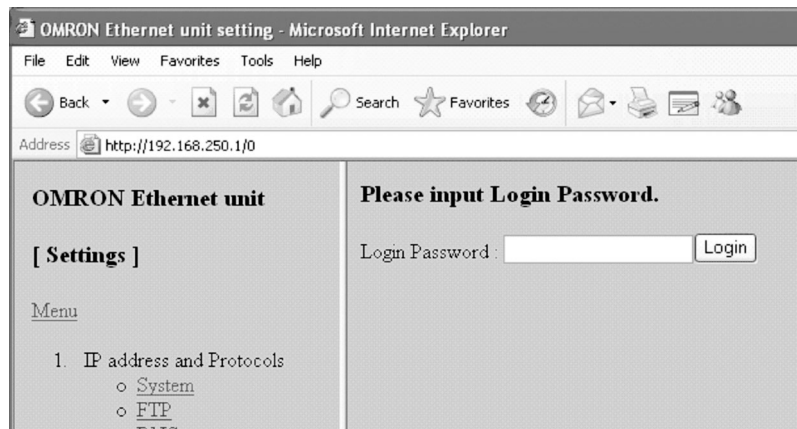 OMRON Ethernet unit setting - Microsoft Internet Explorer
File Edit View Favorites Tools Help
Back Search Favorites
Address http://192.168.250.1/0
OMRON Ethernet unit
[ Settings ]
Menu
1. IP address and Protocols
System
FTP
Please input Login Password.
Login Password : Login